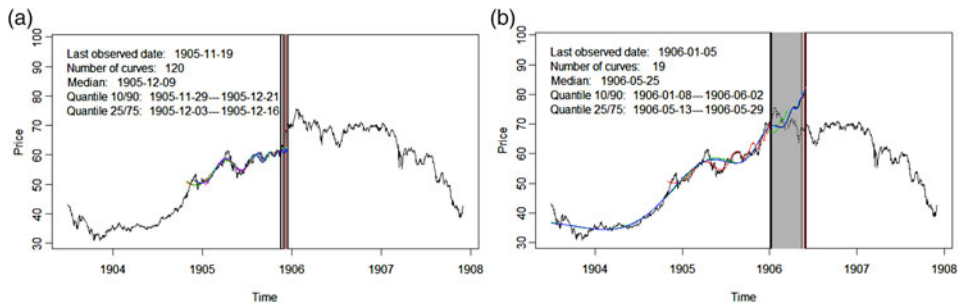 (a)
Last observed date: 1905-11-19
Number of curves: 120
Median: 1905-12-09
Quantile 10/90: 1905-11-29---1905-12-21
Quantile 25/75: 1905-12-03---1905-12-16
Price
100
90
80
70
60
50
40
30
1904
1905
1906
1907
1908
Time
(b)
Last observed date: 1906-01-05
Number of curves: 19
Median: 1906-05-25
Quantile 10/90: 1906-01-08---1906-06-02
Quantile 25/75: 1906-05-13---1906-05-29
Price
100
90
80
70
60
50
40
30
1904
1905
1906
1907
1908
Time